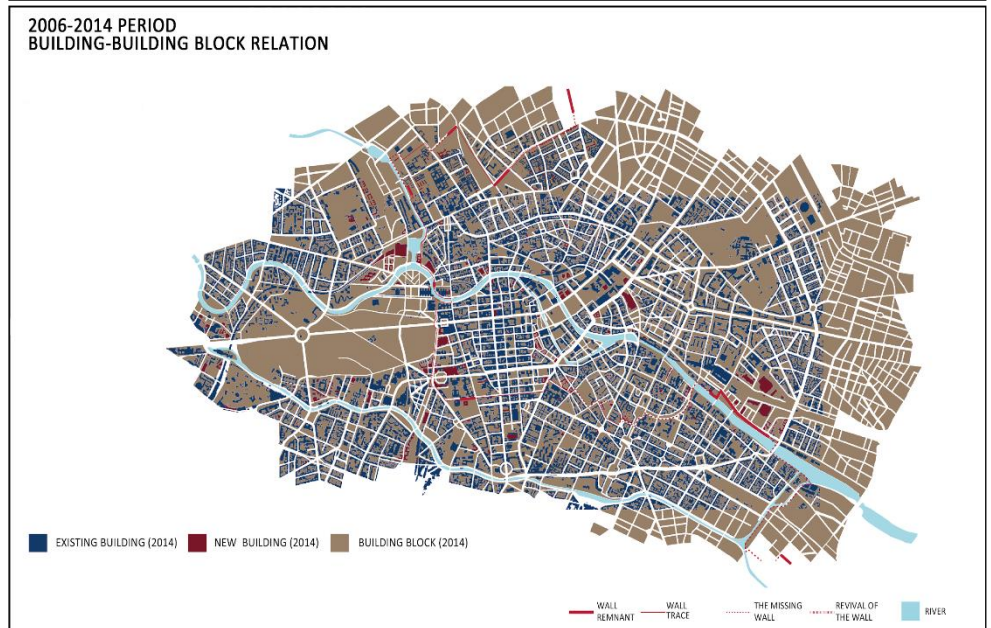 2006-2014 PERIOD
BUILDING-BUILDING BLOCK RELATION
EXISTING BUILDING (2014)
NEW BUILDING (2014)
BUILDING BLOCK (2014)
WALL
REMNANT
WALL
TRACE
THE MISSING
WALL
REVIVAL OF
THE WALL
RIVER